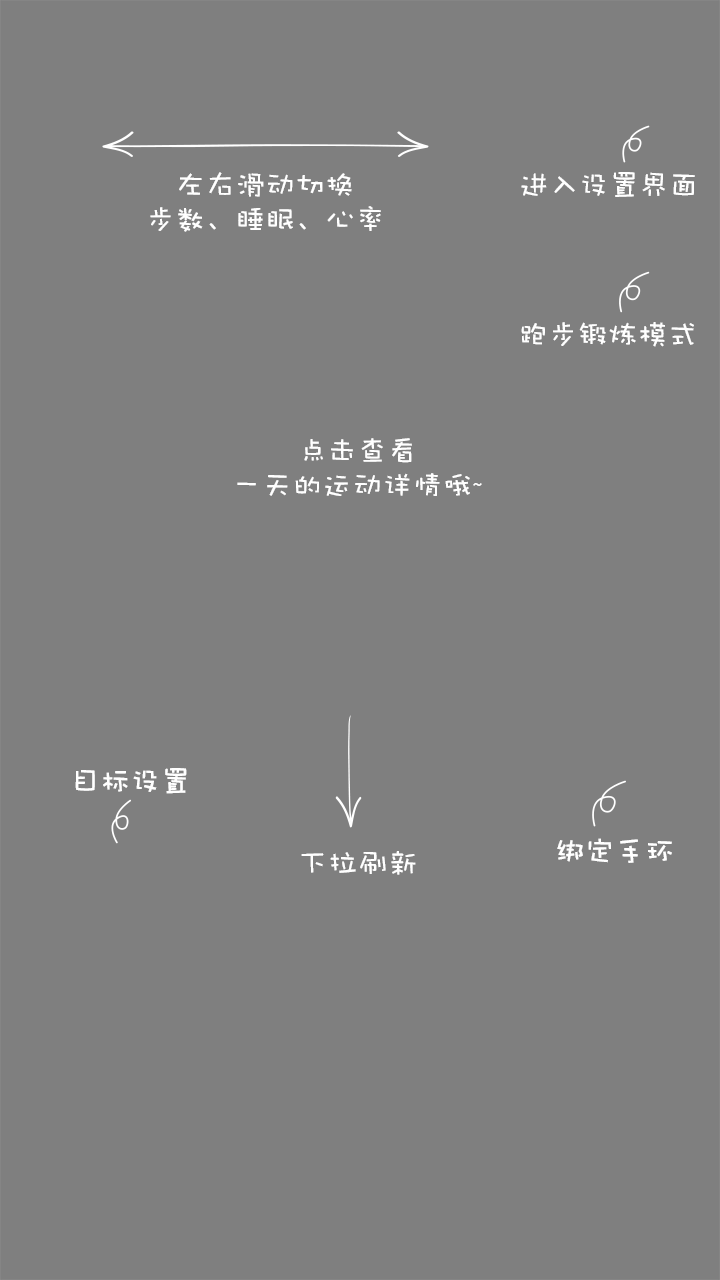 左右滑动切换
步数、睡眠、心率
进入设置界面
跑步锻炼模式
点击查看
一天的运动详情哦~
目标设置
下拉刷新
绑定手环